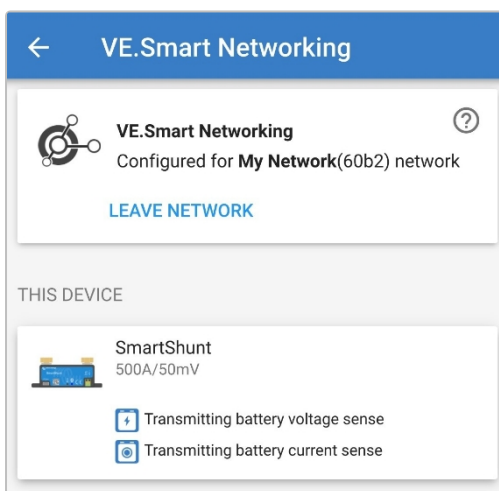 VE.Smart Networking
VE.Smart Networking
Configured for My Network(60b2) network
LEAVE NETWORK
THIS DEVICE
SmartShunt
500A/50mV
Transmitting battery voltage sense
Transmitting battery current sense